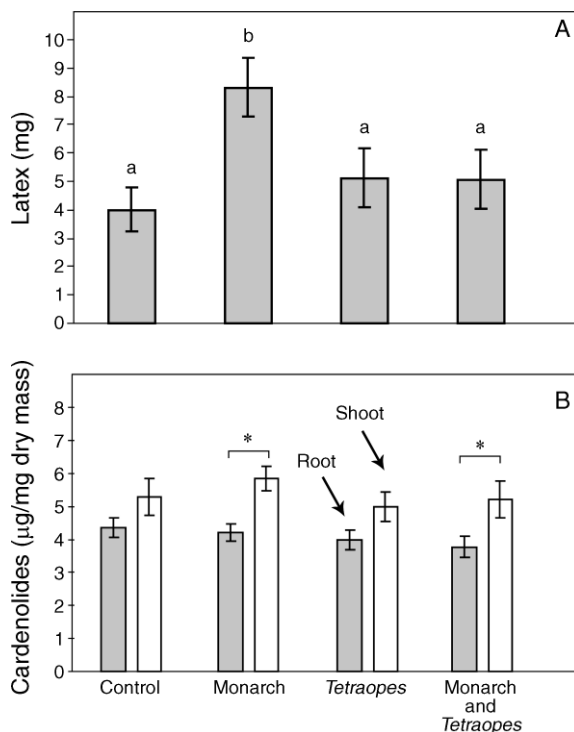 A
Latex (mg)
10
9
8
7
6
5
4
3
2
1
0
a
b
a
a
B
Cardenolides (µg/mg dry mass)
8
7
6
5
4
3
2
1
0
*
Root
Shoot
*
Control
Monarch
Tetraopes
Monarch
and
Tetraopes